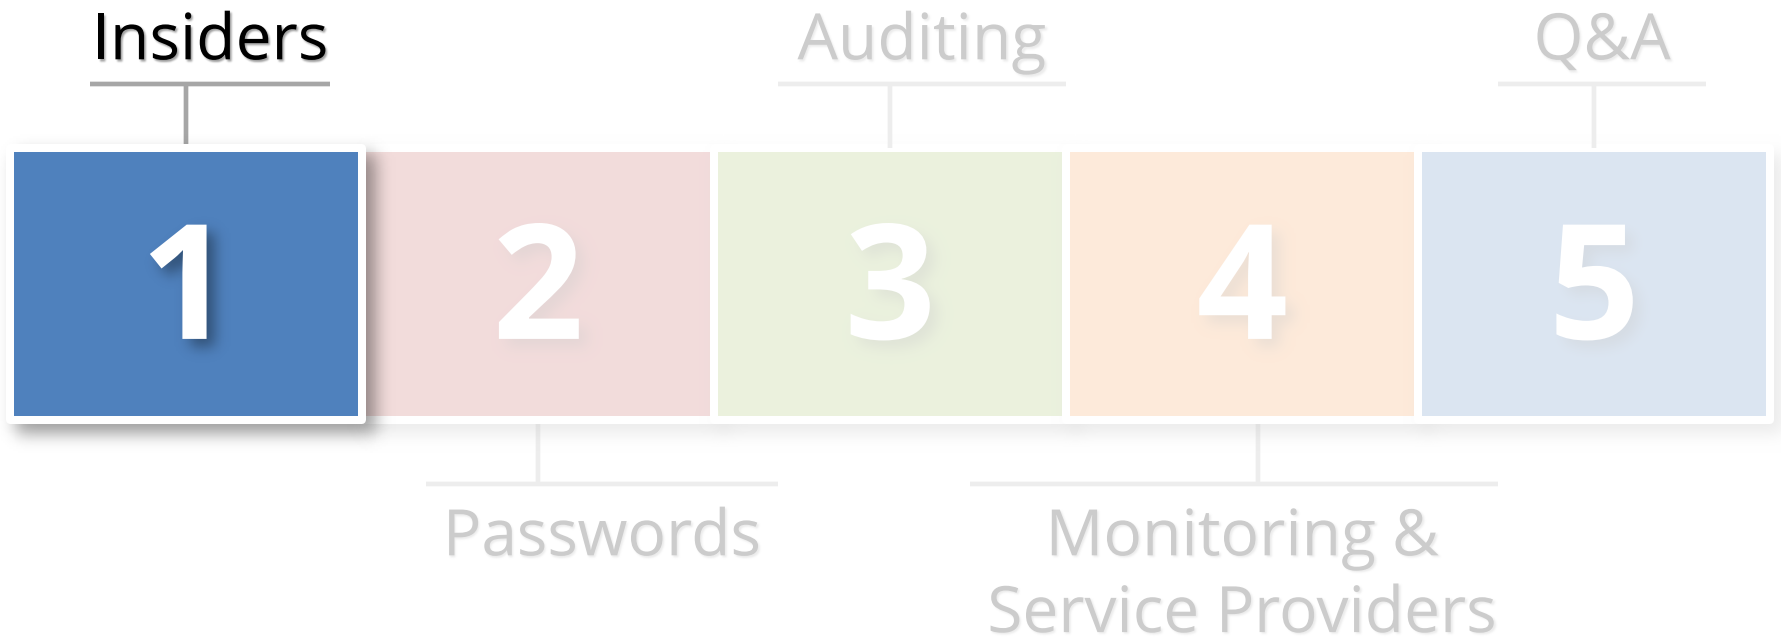 Insiders
Auditing
Q&A
1
2
3
4
5
Passwords
Monitoring &
Service Providers